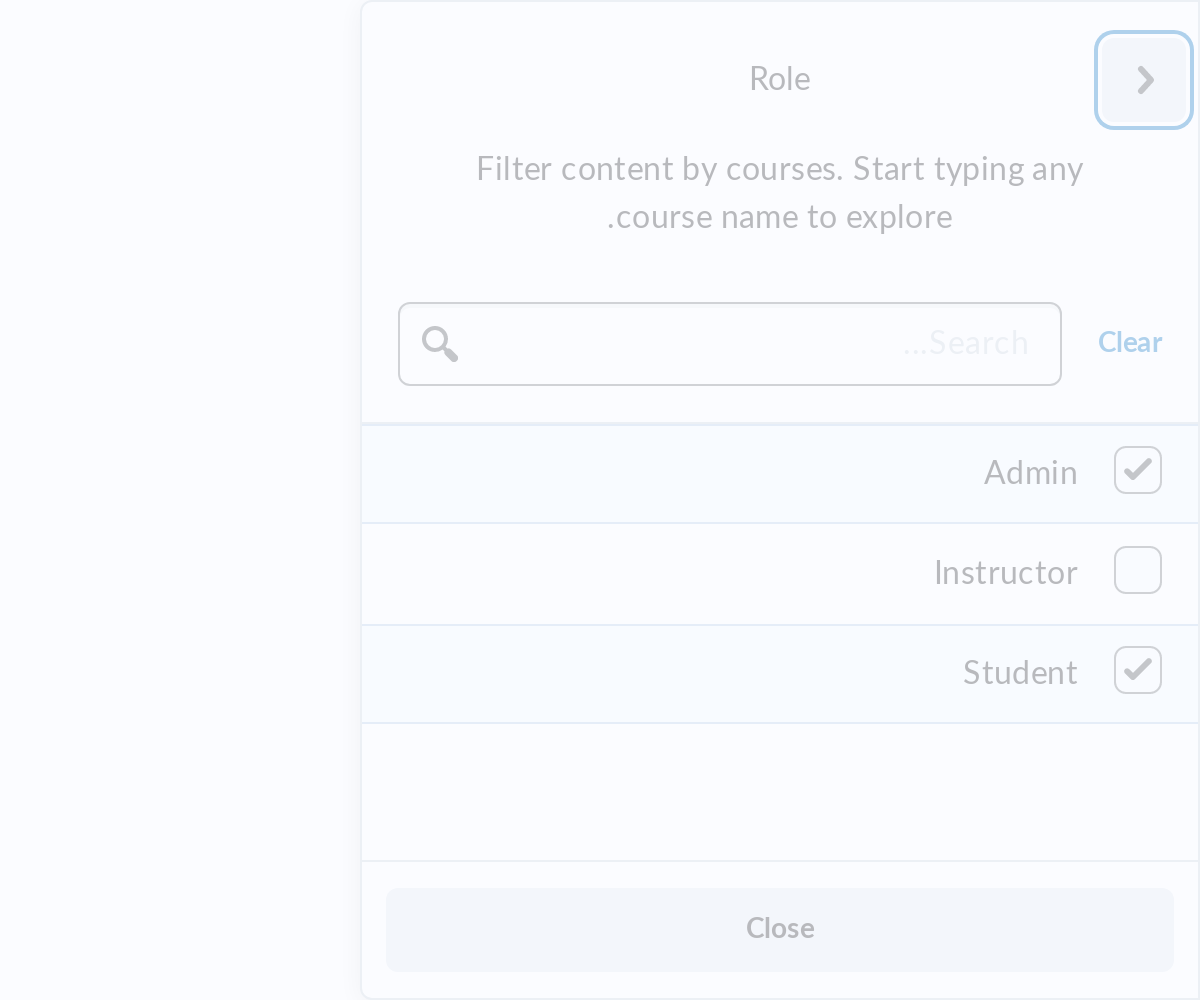 Role
Filter content by courses. Start typing any
.course name to explore
...Search
Clear
Admin
Instructor
Student
Close